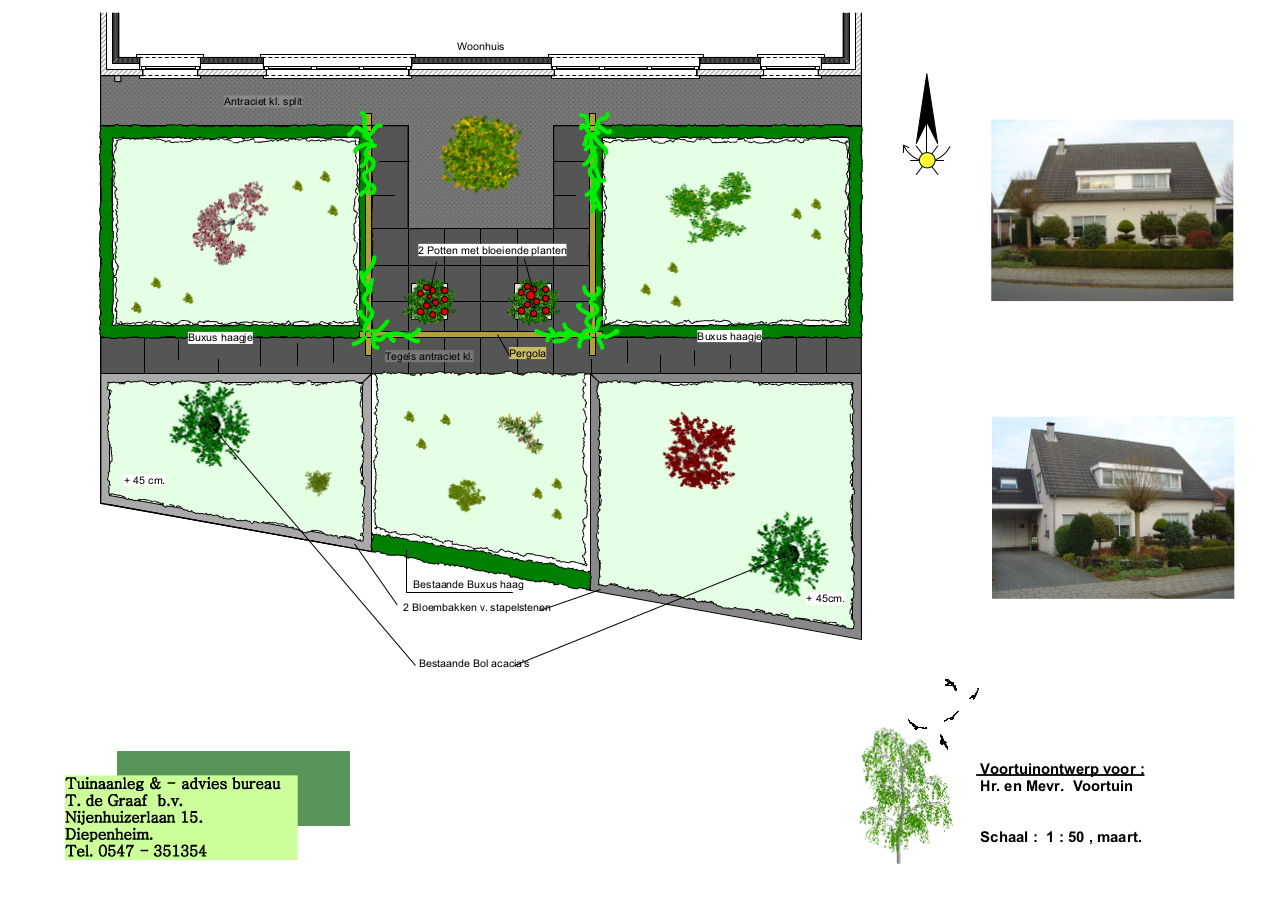 Woonhuis
Antraciet kl. split
2 Potten met bloeiende planten
Buxus haagje
Buxus haagje
Tegels antraciet kl.
Pergola
+ 45 cm.
Bestaande Buxus haag
2 Bloembakken v. stapelstenen
+ 45cm.
Bestaande Bol acacia's
Tuinaanleg & - advies bureau
T. de Graaf b.v.
Nijenhuizerlaan 15.
Diepenheim.
Tel. 0547 - 351354
Voortuinontwerp voor :
Hr. en Mevr. Voortuin
Schaal : 1 : 50 , maart.